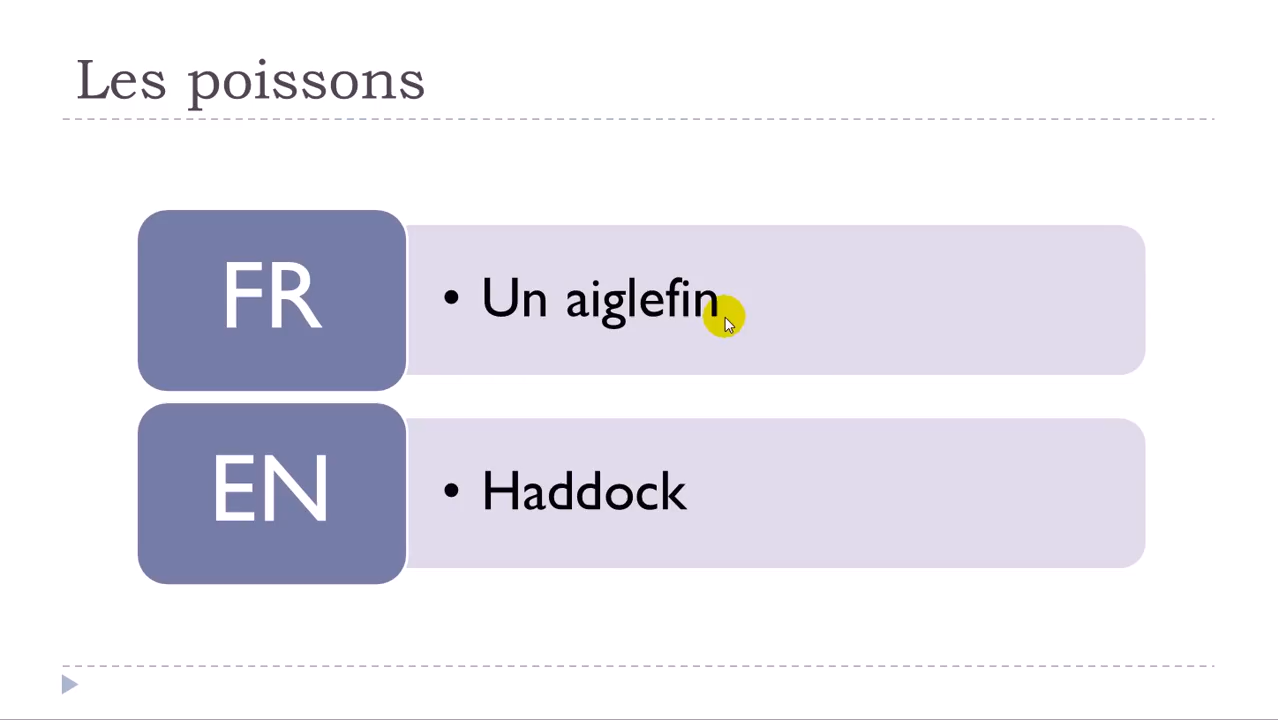 Les poissons
FR
• Un aiglefin
EN
• Haddock